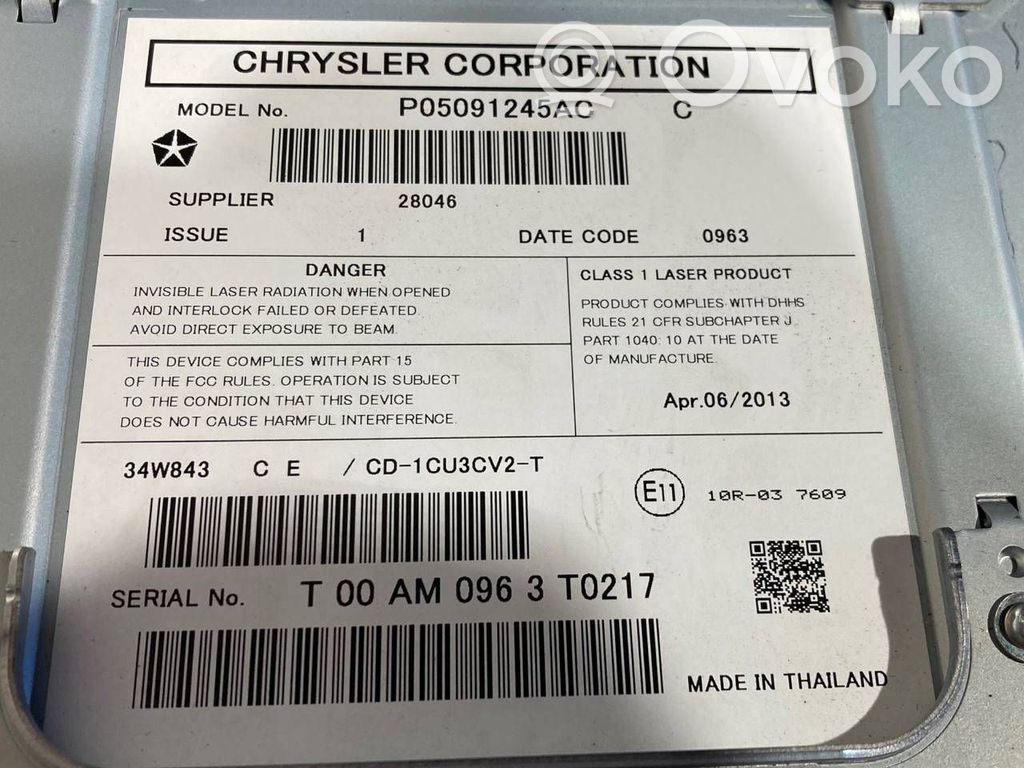 Ovoko
CHRYSLER CORPORATION
MODEL No. P05091245AC C
SUPPLIER 28046
ISSUE 1 DATE CODE 0963
DANGER
INVISIBLE LASER RADIATION WHEN OPENED
AND INTERLOCK FAILED OR DEFEATED.
AVOID DIRECT EXPOSURE TO BEAM.
CLASS 1 LASER PRODUCT
PRODUCT COMPLIES WITH DHHS
RULES 21 CFR SUBCHAPTER J
PART 1040. 10 AT THE DATE
OF MANUFACTURE.
Apr.06/2013
THIS DEVICE COMPLIES WITH PART 15
OF THE FCC RULES. OPERATION IS SUBJECT
TO THE CONDITION THAT THIS DEVICE
DOES NOT CAUSE HARMFUL INTERFERENCE.
34W843 C E / CD-1CU3CV2-T
E11 10R-03 7609
SERIAL No. T 00 AM 096 3 T0217
MADE IN THAILAND